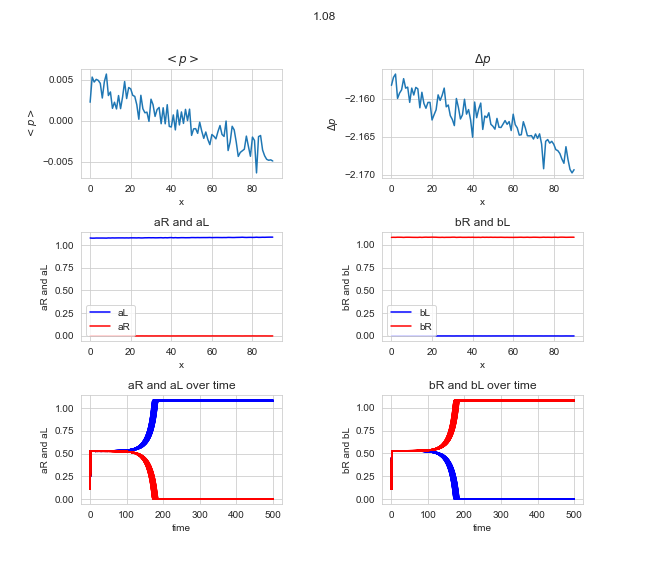 1.08
< p >
Δp
0.005
0.000
−0.005
< p >
0 20 40 60 80
x
−2.160
−2.165
−2.170
Δp
0 20 40 60 80
x
aR and aL
bR and bL
1.00
0.75
0.50
0.25
0.00
aR and aL
aL
aR
0 20 40 60 80
x
1.00
0.75
0.50
0.25
0.00
bR and bL
bL
bR
0 20 40 60 80
x
aR and aL over time
bR and bL over time
1.00
0.75
0.50
0.25
0.00
aR and aL
0 100 200 300 400 500
time
1.00
0.75
0.50
0.25
0.00
bR and bL
0 100 200 300 400 500
time